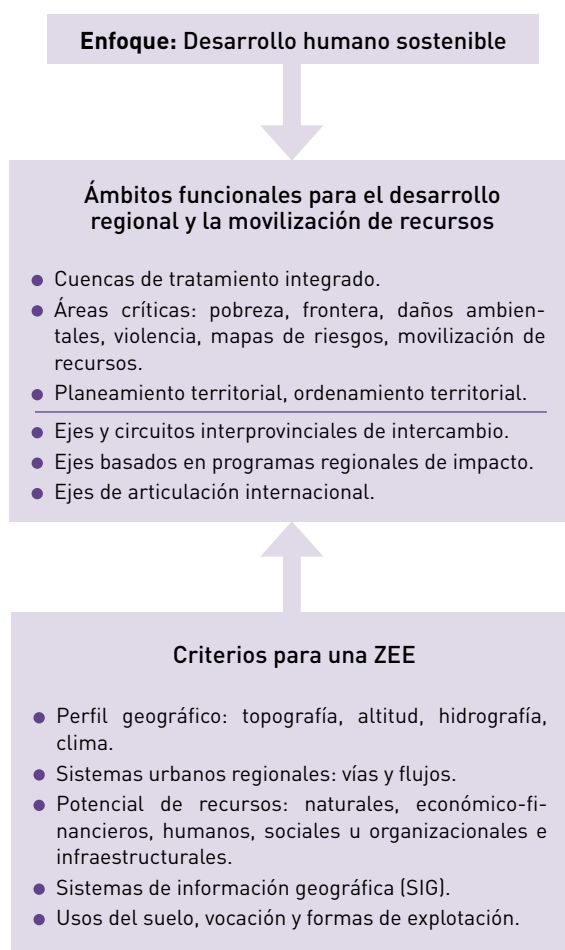 Enfoque: Desarrollo humano sostenible
Ámbitos funcionales para el desarrollo
regional y la movilización de recursos
● Cuencas de tratamiento integrado.
● Áreas críticas: pobreza, frontera, daños ambien-
tales, violencia, mapas de riesgos, movilización de
recursos.
● Planeamiento territorial, ordenamiento territorial.
● Ejes y circuitos interprovinciales de intercambio.
● Ejes basados en programas regionales de impacto.
● Ejes de articulación internacional.
Criterios para una ZEE
● Perfil geográfico: topografía, altitud, hidrografía,
clima.
● Sistemas urbanos regionales: vías y flujos.
● Potencial de recursos: naturales, económico-fi-
nancieros, humanos, sociales u organizacionales e
infraestructurales.
● Sistemas de información geográfica (SIG).
● Usos del suelo, vocación y formas de explotación.